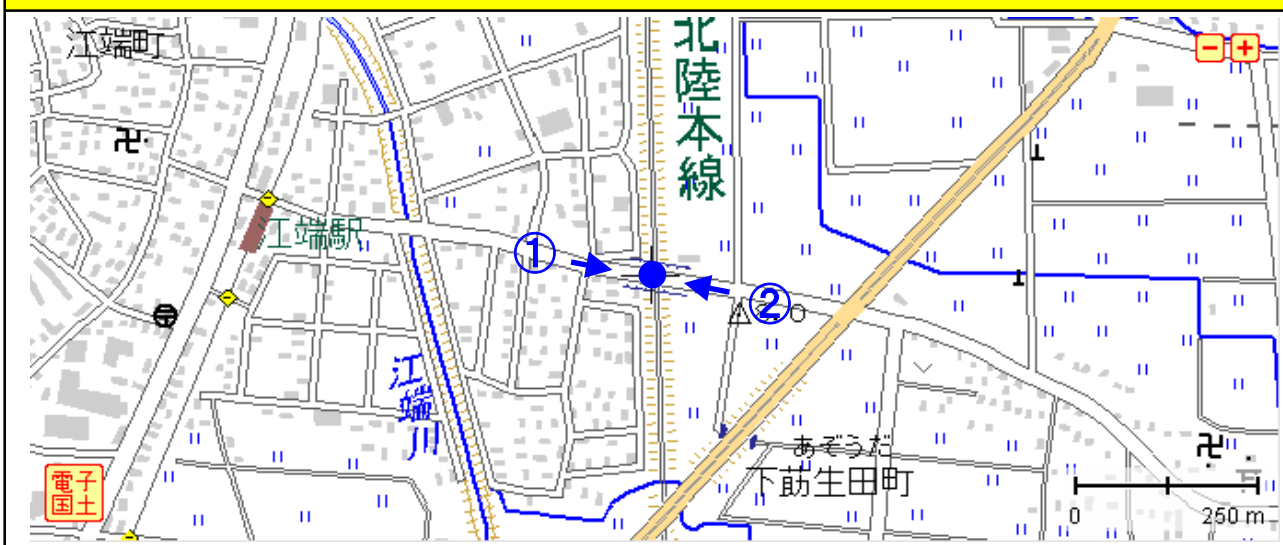 江端町
北陸本線
江端駅
①
②
江端川
あぞうだ
下莇生田町
電子国土
0 250 m